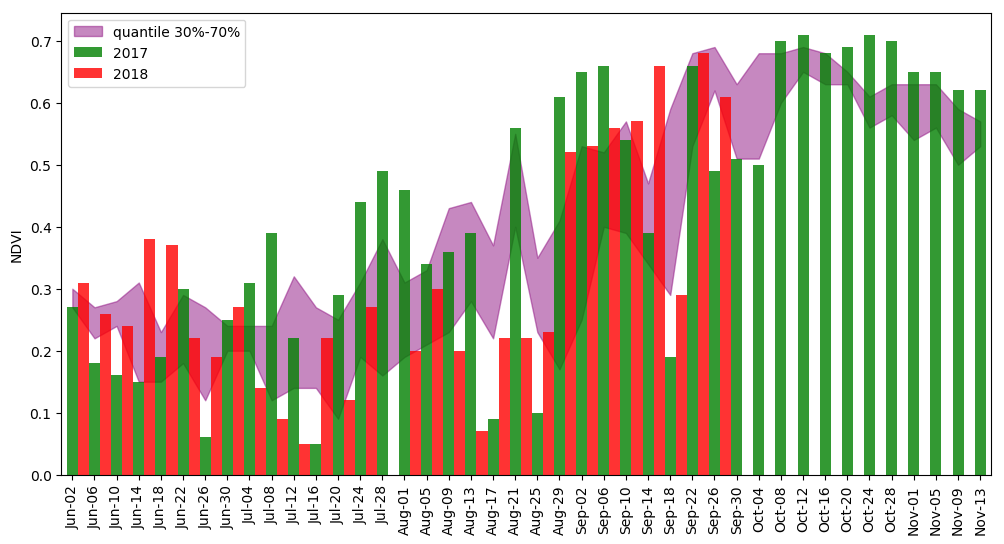 quantile 30%-70%
2017
2018
NDVI
0.7
0.6
0.5
0.4
0.3
0.2
0.1
0.0
Jun-02
Jun-06
Jun-10
Jun-14
Jun-18
Jun-22
Jun-26
Jun-30
Jul-04
Jul-08
Jul-12
Jul-16
Jul-20
Jul-24
Jul-28
Aug-01
Aug-05
Aug-09
Aug-13
Aug-17
Aug-21
Aug-25
Aug-29
Sep-02
Sep-06
Sep-10
Sep-14
Sep-18
Sep-22
Sep-26
Sep-30
Oct-04
Oct-08
Oct-12
Oct-16
Oct-20
Oct-24
Oct-28
Nov-01
Nov-05
Nov-09
Nov-13